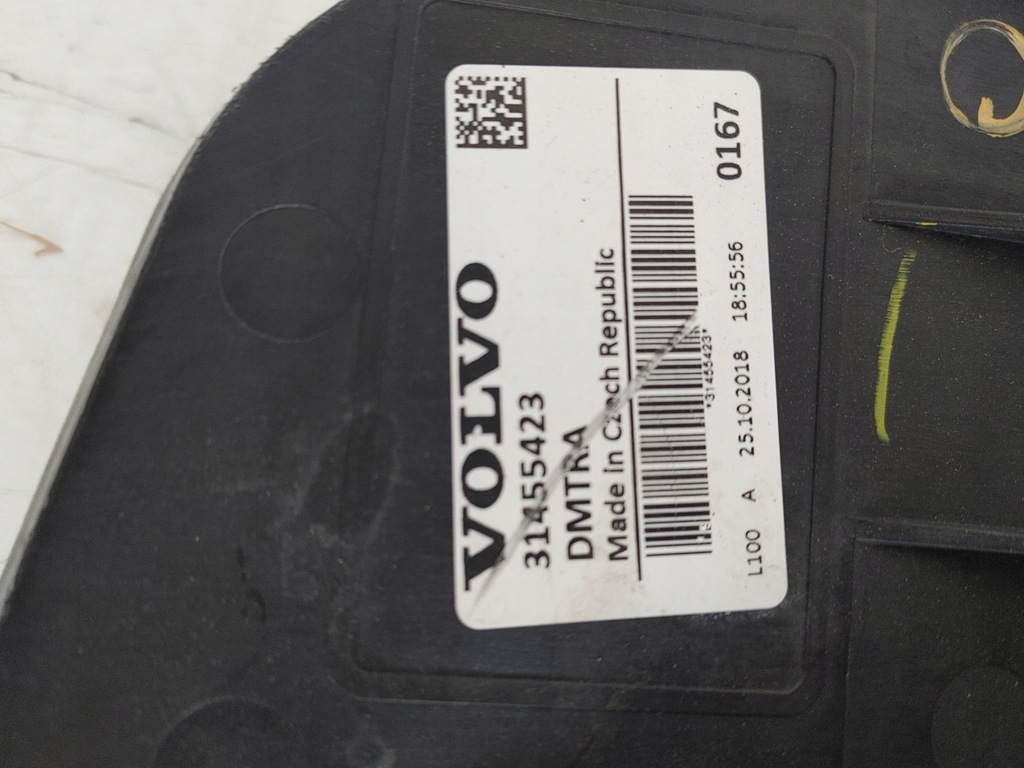 VOLVO
31455423
DMTRA
Made in Czech Republic
*31455423*
L100 A 25.10.2018 18:55:56
0167